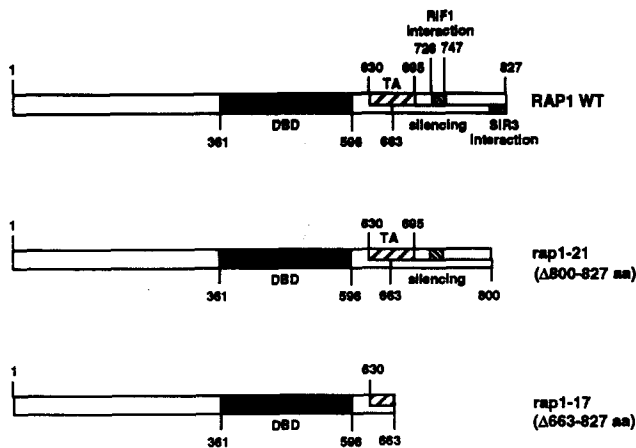 RIF1
interaction
726 747
1
630 695 827
TA
RAP1 WT
DBD
silencing
361 596 663
SIR3
interaction
1
630 695
TA
rap1-21
(Δ800-827 aa)
DBD
silencing
361 596 663 800
1
630
rap1-17
(Δ663-827 aa)
DBD
361 596 663